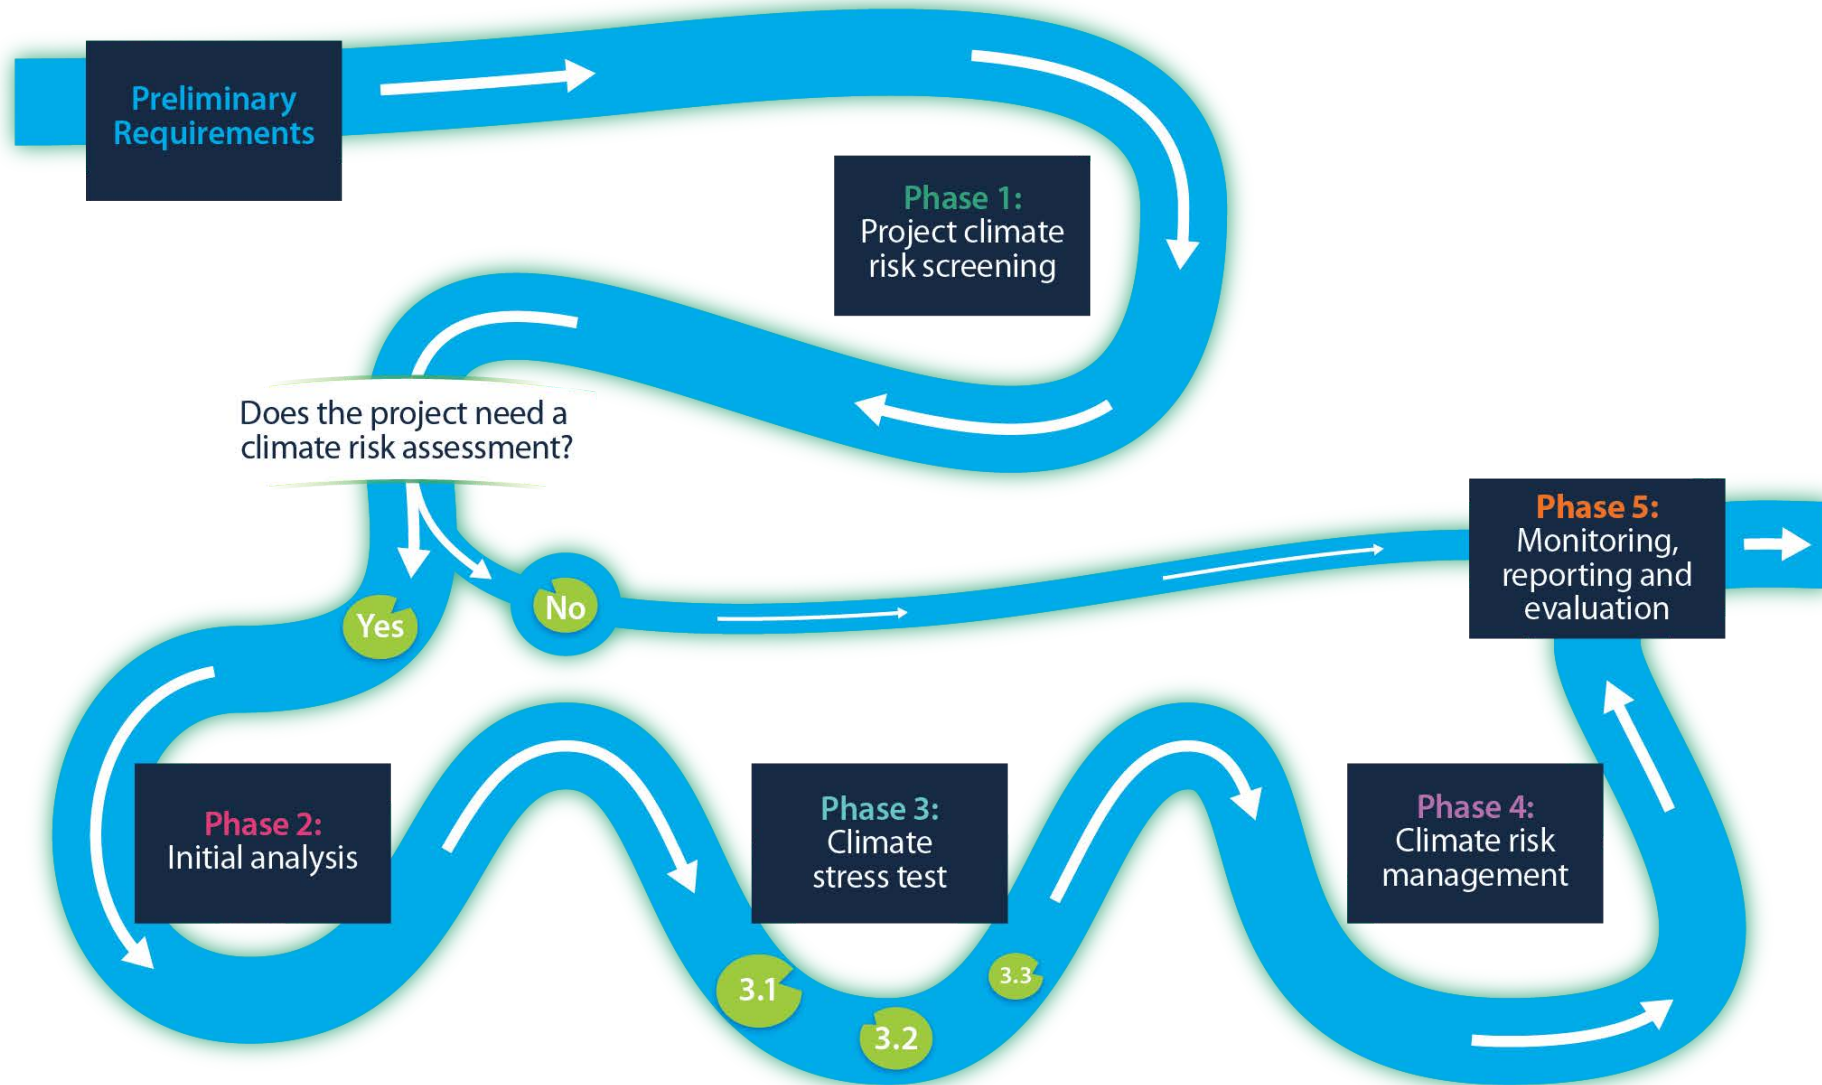 Preliminary
Requirements
Phase 1:
Project climate
risk screening
Does the project need a
climate risk assessment?
Yes
No
Phase 5:
Monitoring,
reporting and
evaluation
Phase 2:
Initial analysis
Phase 3:
Climate
stress test
3.1
3.2
3.3
Phase 4:
Climate risk
management